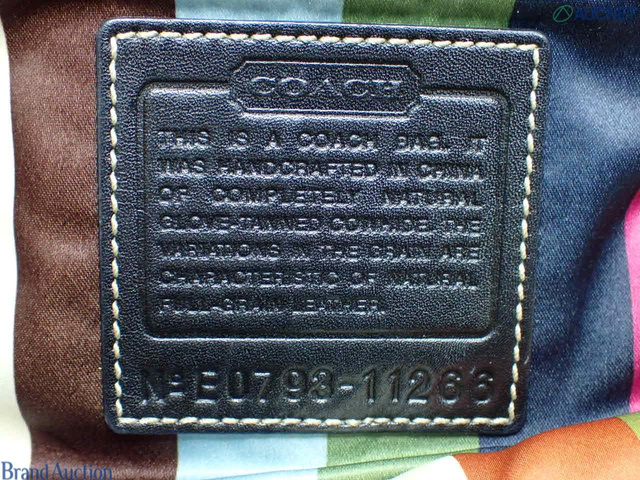 COACH
THIS IS A COACH BAG. IT
WAS HANDCRAFTED IN CHINA
OF COMPLETELY NATURAL
GLOVE-TANNED COWHIDE. THE
VARIATIONS IN THE GRAIN ARE
CHARACTERISTIC OF NATURAL
FULL-GRAIN LEATHER.
No E0793-11266
Brand Auction